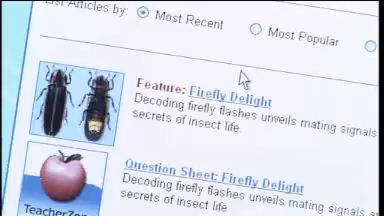 List Articles by: Most Recent Most Popular
Feature: Firefly Delight
Decoding firefly flashes unveils mating signals
secrets of insect life.
Question Sheet: Firefly Delight
Decoding firefly flashes unveils mating signals
secrets of insect life.